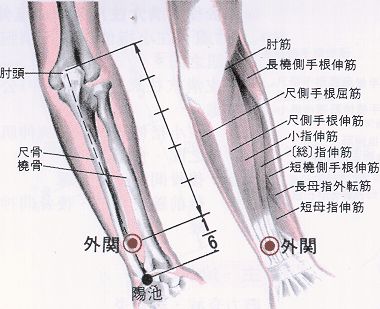 肘頭
尺骨
橈骨
外関
陽池
1/6
肘筋
長橈側手根伸筋
尺側手根屈筋
尺側手根伸筋
小指伸筋
〔総〕指伸筋
短橈側手根伸筋
長母指外転筋
短母指伸筋
外関